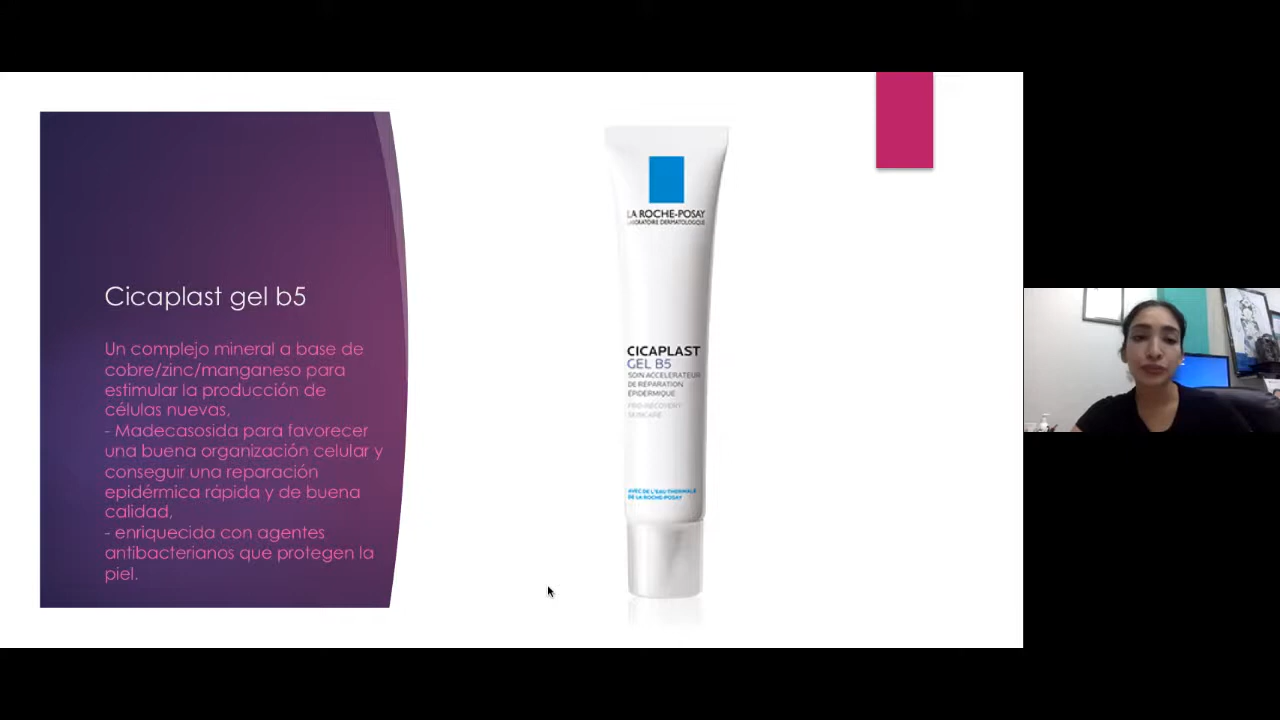 Cicaplast gel b5
Un complejo mineral a base de
cobre/zinc/manganeso para
estimular la producción de
células nuevas,
- Madecasosida para favorecer
una buena organización celular y
conseguir una reparación
epidérmica rápida y de buena
calidad,
- enriquecida con agentes
antibacterianos que protegen la
piel.
LA ROCHE-POSAY
LABORATOIRE DERMATOLOGIQUE
CICAPLAST
GEL B5
SOIN ACCÉLÉRATEUR
DE RÉPARATION
ÉPIDERMIQUE
PRO-RECOVERY
SKINCARE
AVEC DE L'EAU THERMALE
DE LA ROCHE-POSAY